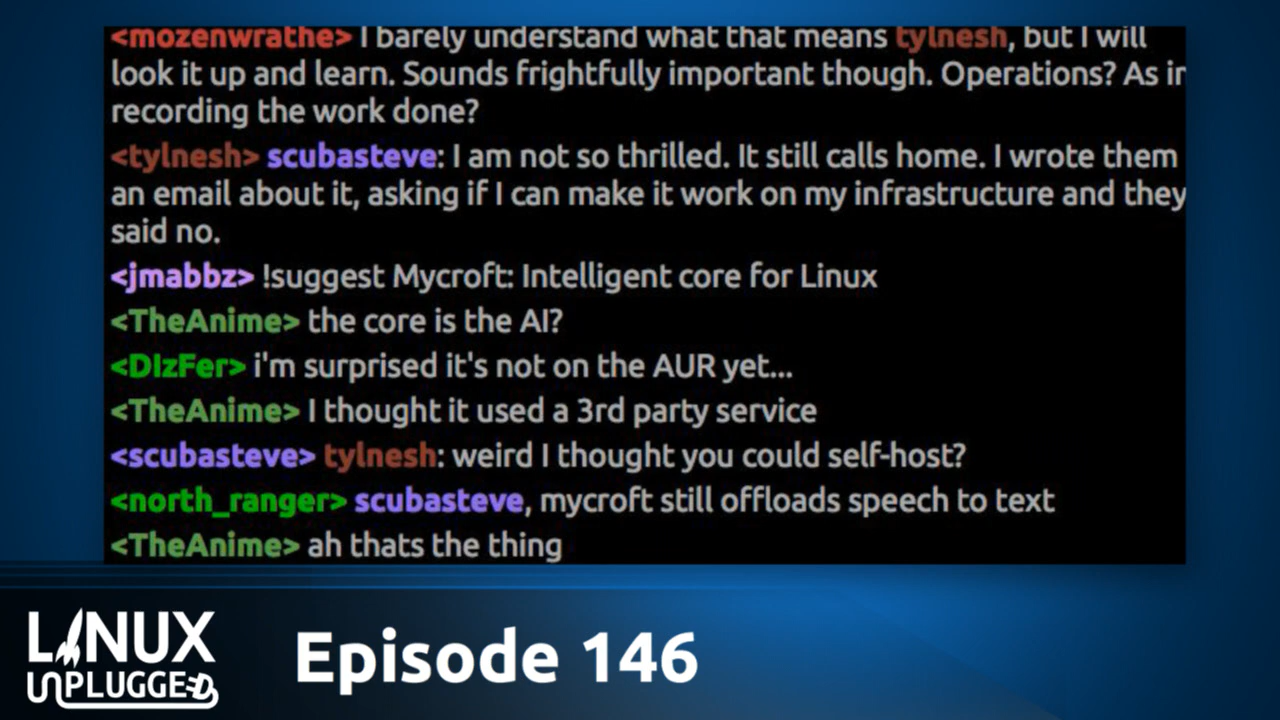 <mozenwrathe> I barely understand what that means tylnesh, but I will
look it up and learn. Sounds frightfully important though. Operations? As in
recording the work done?
<tylnesh> scubasteve: I am not so thrilled. It still calls home. I wrote them
an email about it, asking if I can make it work on my infrastructure and they
said no.
<jmabbz> !suggest Mycroft: Intelligent core for Linux
<TheAnime> the core is the AI?
<DIzFer> i'm surprised it's not on the AUR yet...
<TheAnime> I thought it used a 3rd party service
<scubasteve> tylnesh: weird I thought you could self-host?
<north_ranger> scubasteve, mycroft still offloads speech to text
<TheAnime> ah thats the thing
LINUX
UNPLUGGED
Episode 146